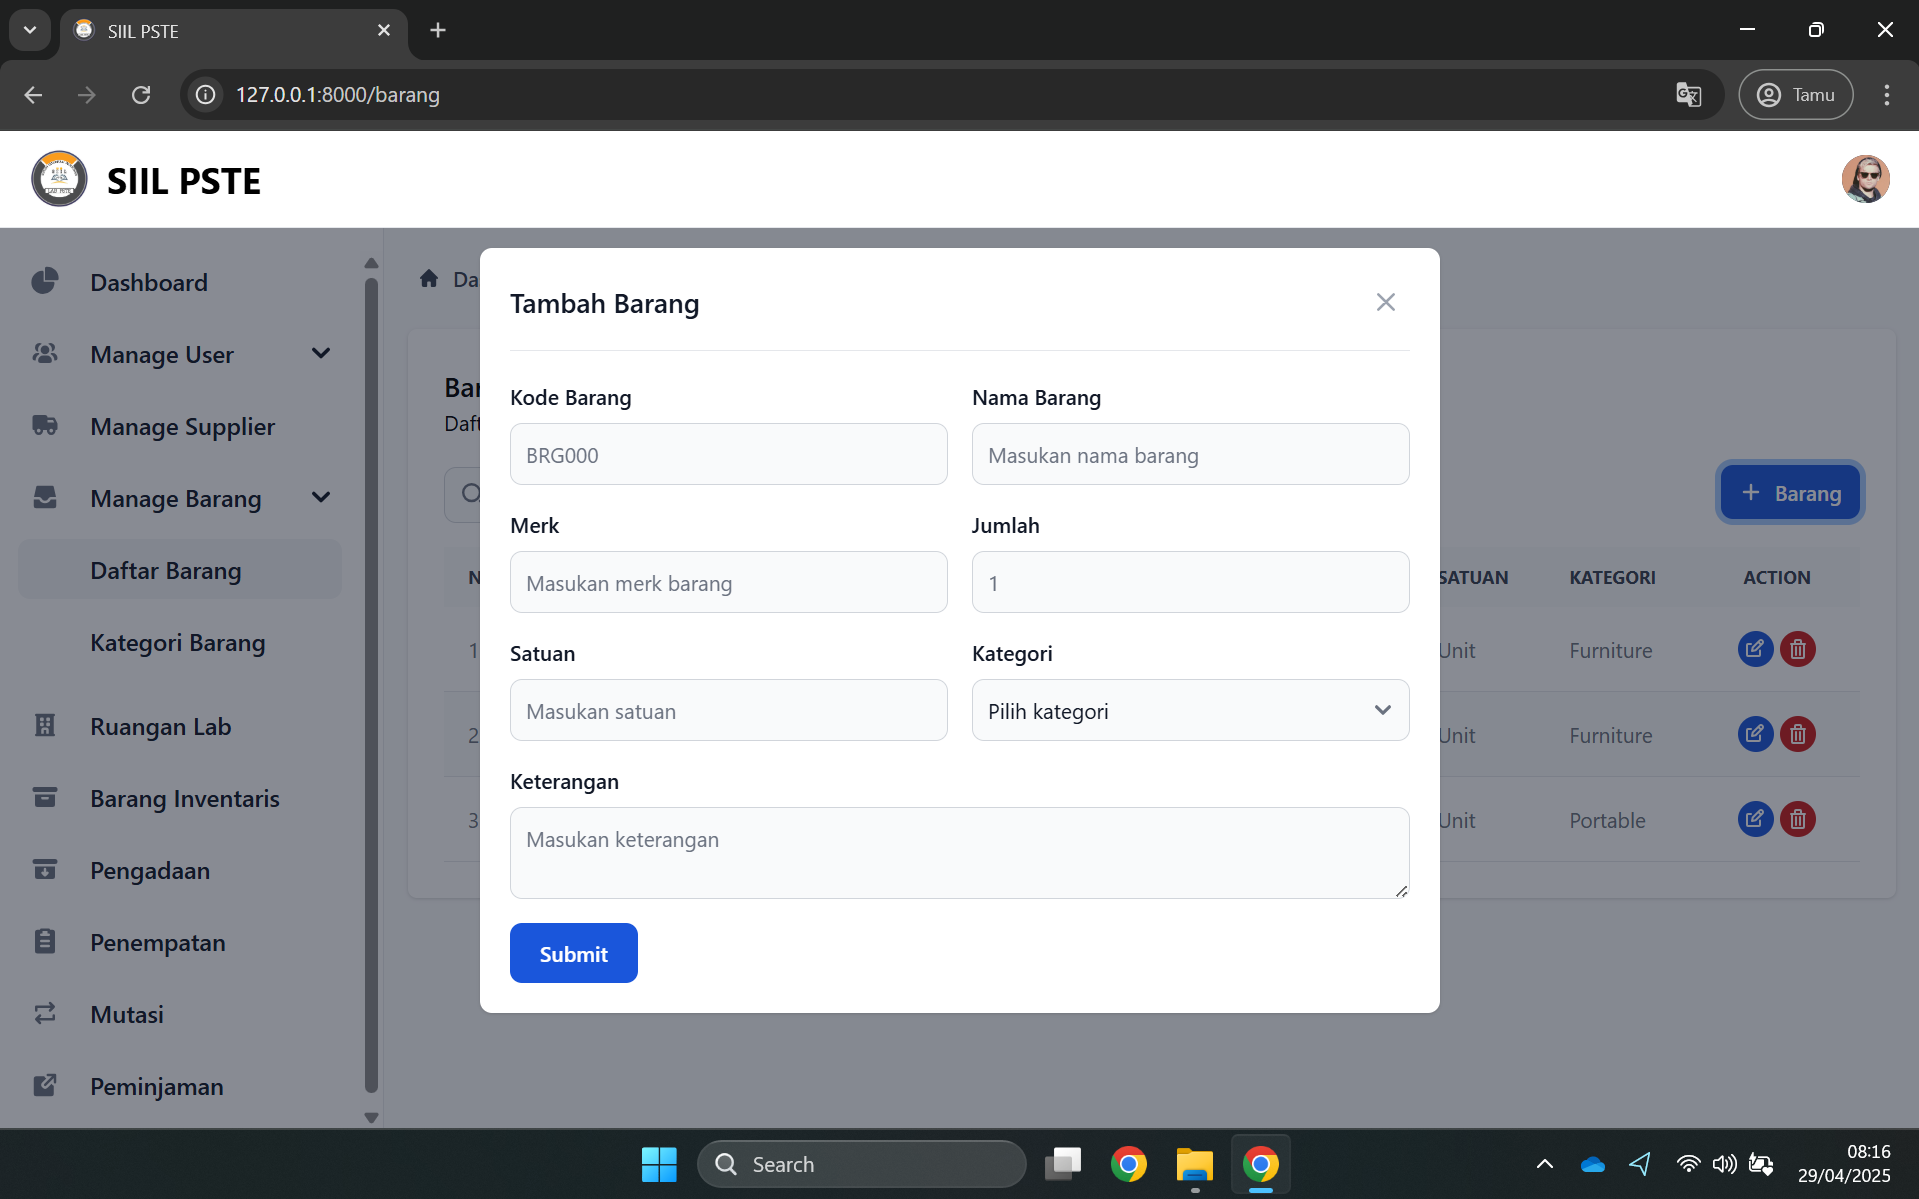 SIIL PSTE
127.0.0.1:8000/barang
Tamu
SIIL PSTE
Dashboard
Manage User
Manage Supplier
Manage Barang
Daftar Barang
Kategori Barang
Ruangan Lab
Barang Inventaris
Pengadaan
Penempatan
Mutasi
Peminjaman
Da
Bar
Daft
Barang
N
SATUAN KATEGORI ACTION
1 Unit Furniture
2 Unit Furniture
3 Unit Portable
Tambah Barang
Kode Barang Nama Barang
BRG000 Masukan nama barang
Merk Jumlah
Masukan merk barang 1
Satuan Kategori
Masukan satuan Pilih kategori
Keterangan
Masukan keterangan
Submit
Search
08:16
29/04/2025